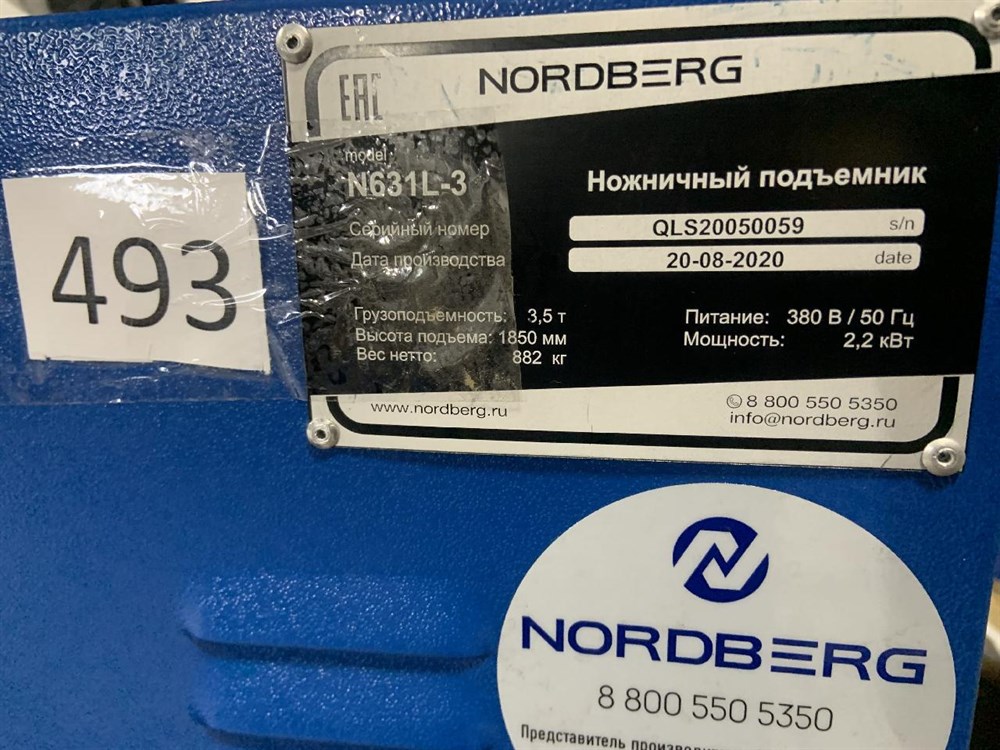 EAC
NORDBERG
model:
N631L-3
Ножничный подъемник
Серийный номер
QLS20050059 s/n
Дата производства
20-08-2020 date
Грузоподъемность: 3,5 т
Высота подъема: 1850 мм
Вес нетто: 882 кг
Питание: 380 В / 50 Гц
Мощность: 2,2 кВт
www.nordberg.ru
8 800 550 5350
info@nordberg.ru
493
NORDBERG
8 800 550 5350
Представитель